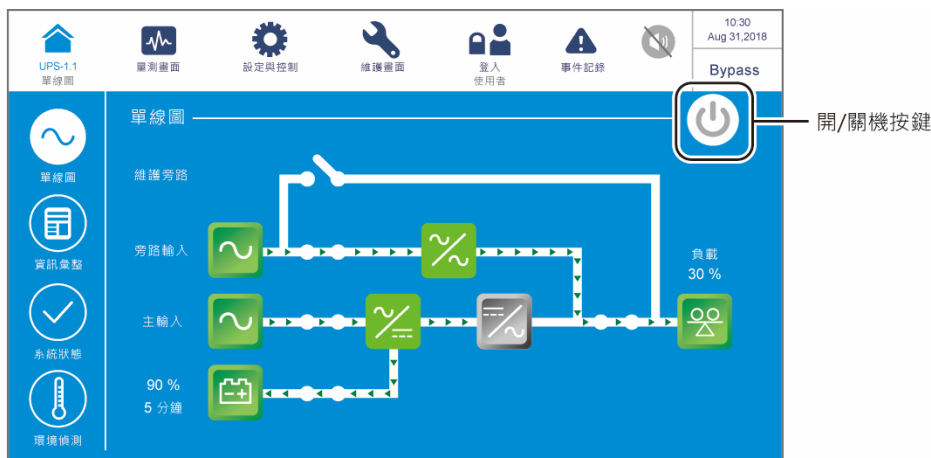 UPS-1.1
單線圖
量測畫面
設定與控制
維護畫面
登入
使用者
事件記錄
10:30
Aug 31,2018
Bypass
單線圖
資訊彙整
系統狀態
環境偵測
單線圖
維護旁路
旁路輸入
主輸入
90 %
5 分鐘
負載
30 %
開/關機按鍵